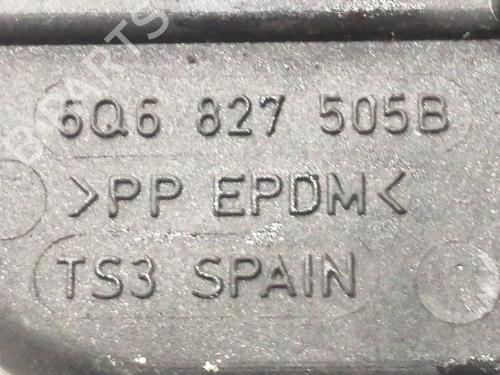 6Q6 827 505B
>PP EPDM<
TS3 SPAIN